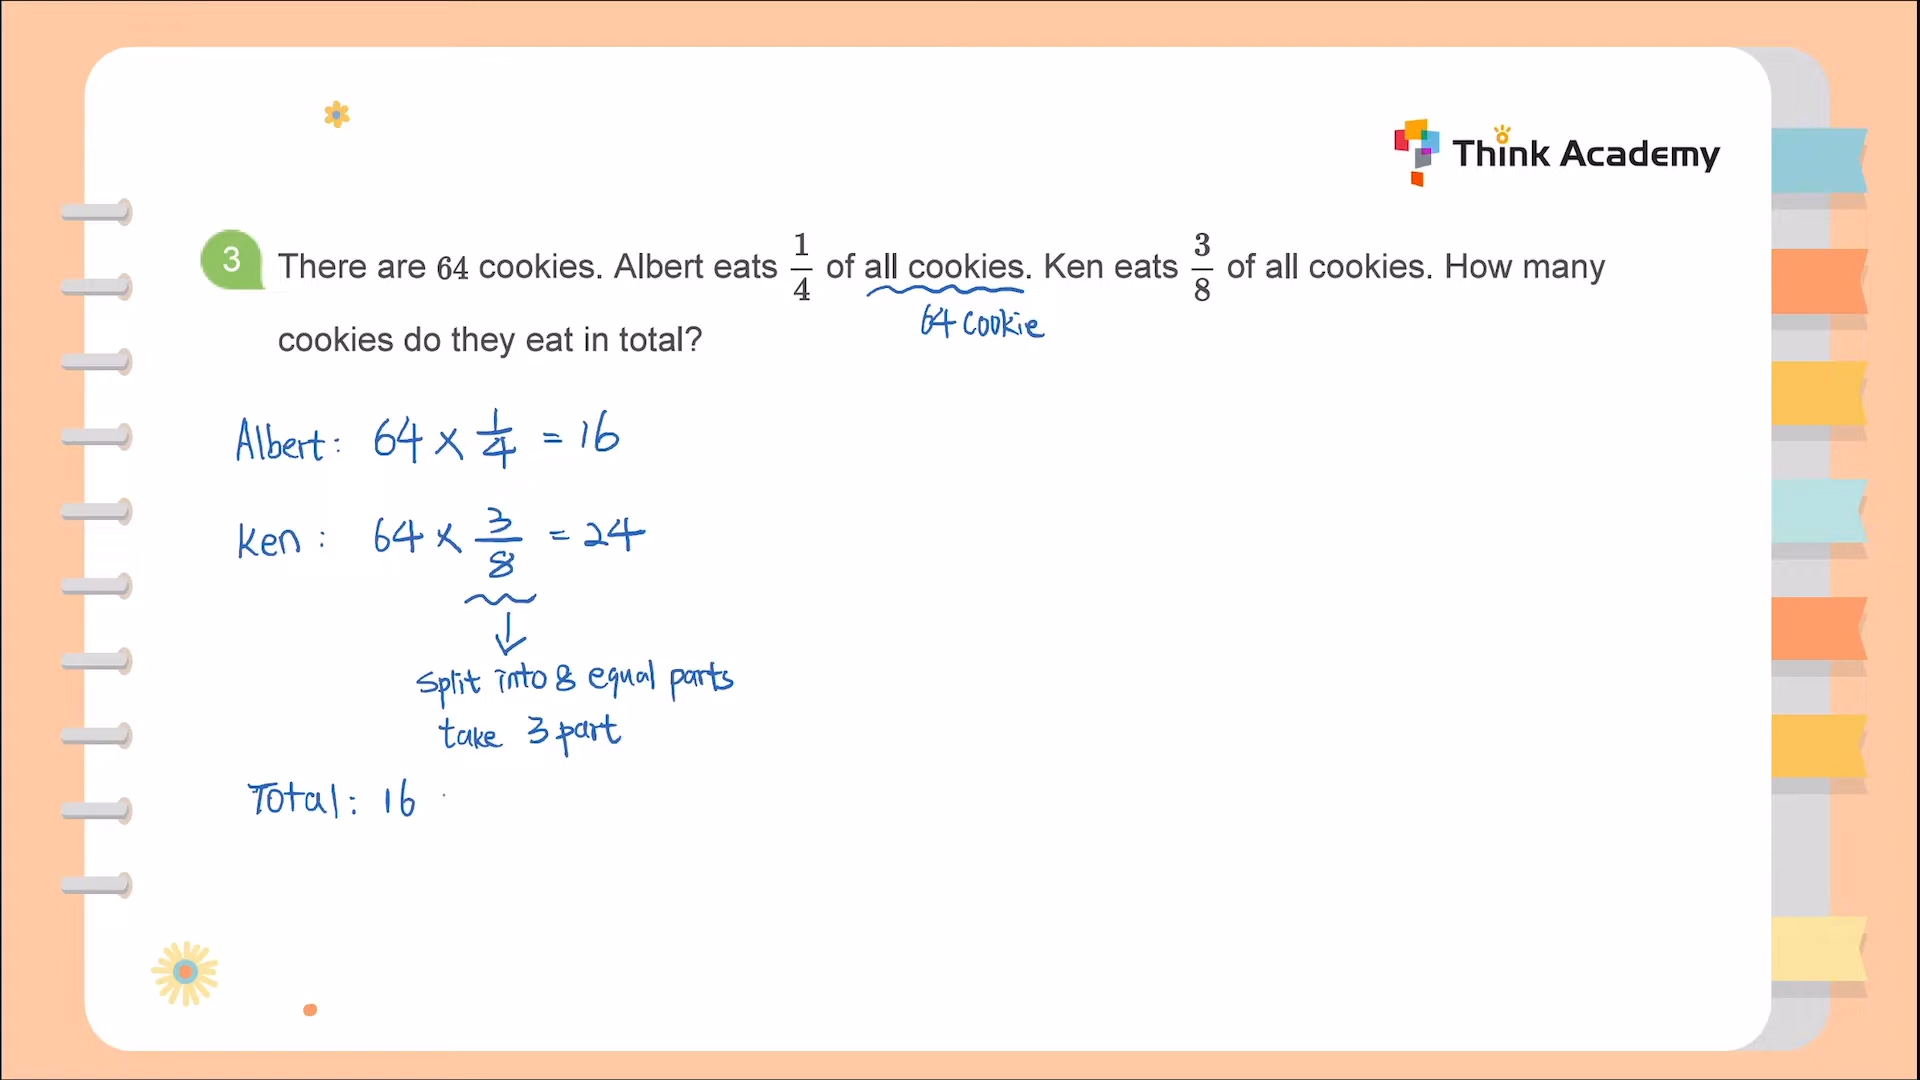 Think Academy
3 There are 64 cookies. Albert eats 1/4 of all cookies. Ken eats 3/8 of all cookies. How many
64 cookie
cookies do they eat in total?
Albert: 64 × 1/4 = 16
Ken: 64 × 3/8 = 24
split into 8 equal parts
take 3 part
Total: 16